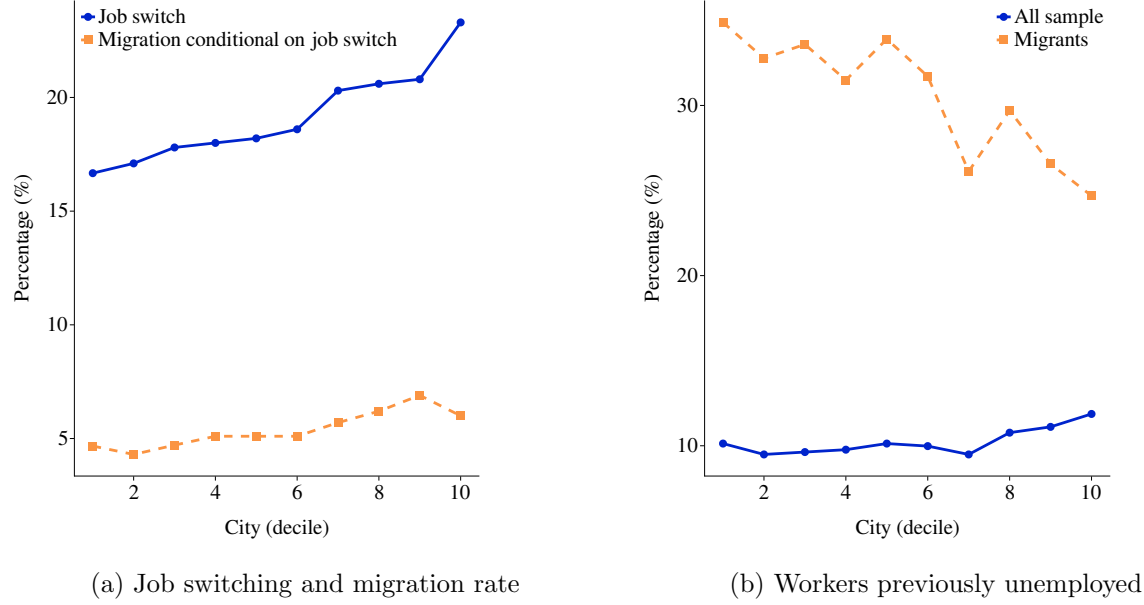 Job switch
Migration conditional on job switch
20
15
10
5
Percentage (%)
2
4
6
8
10
City (decile)
(a) Job switching and migration rate
All sample
Migrants
30
20
10
Percentage (%)
2
4
6
8
10
City (decile)
(b) Workers previously unemployed